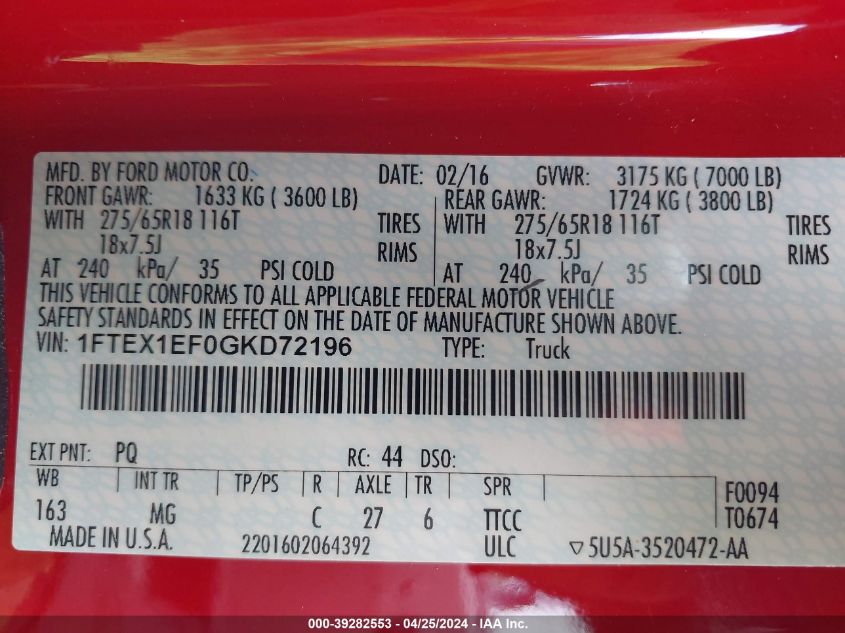 MFD. BY FORD MOTOR CO. DATE: 02/16 GVWR: 3175 KG ( 7000 LB)
FRONT GAWR: 1633 KG ( 3600 LB) REAR GAWR: 1724 KG ( 3800 LB)
WITH 275/65R18 116T TIRES WITH 275/65R18 116T TIRES
18x7.5J RIMS 18x7.5J RIMS
AT 240 kPa/ 35 PSI COLD AT 240 kPa/ 35 PSI COLD
THIS VEHICLE CONFORMS TO ALL APPLICABLE FEDERAL MOTOR VEHICLE
SAFETY STANDARDS IN EFFECT ON THE DATE OF MANUFACTURE SHOWN ABOVE.
VIN: 1FTEX1EF0GKD72196 TYPE: Truck
EXT PNT: PQ RC: 44 DSO:
WB INT TR TP/PS R AXLE TR SPR F0094
163 MG C 27 6 TTCC T0674
MADE IN U.S.A. 2201602064392 ULC ▽5U5A-3520472-AA
000-39282553 - 04/25/2024 - IAA Inc.